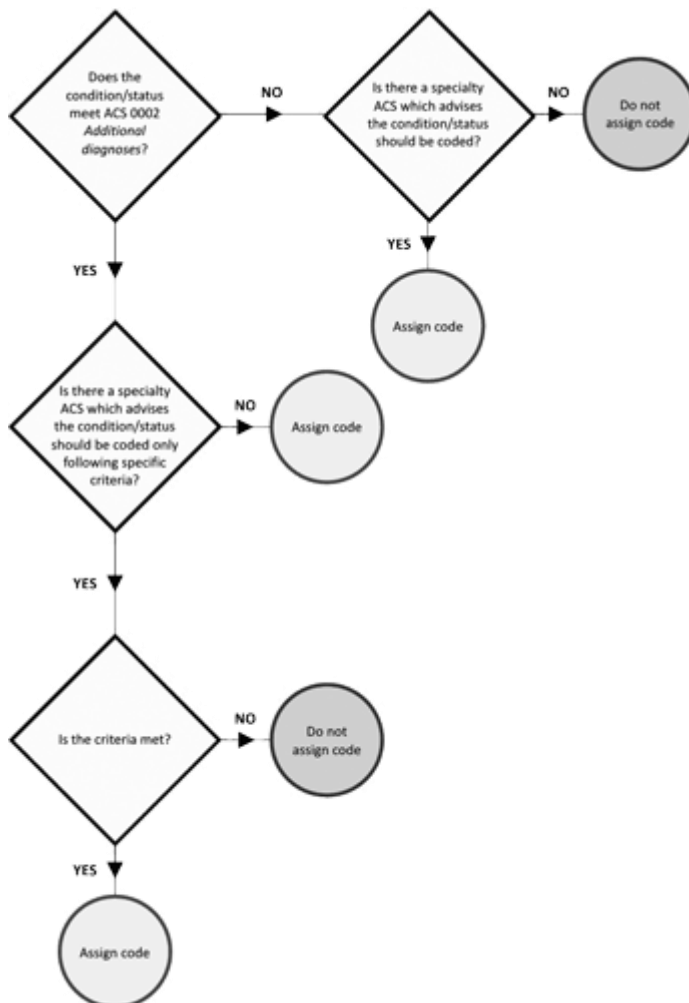 Does the
condition/status
meet ACS 0002
Additional
diagnoses?
NO
Is there a specialty
ACS which advises
the condition/status
should be coded?
NO
Do not
assign code
YES
Assign code
YES
Is there a specialty
ACS which advises
the condition/status
should be coded only
following specific
criteria?
NO
Assign code
YES
Is the criteria met?
NO
Do not
assign code
YES
Assign code